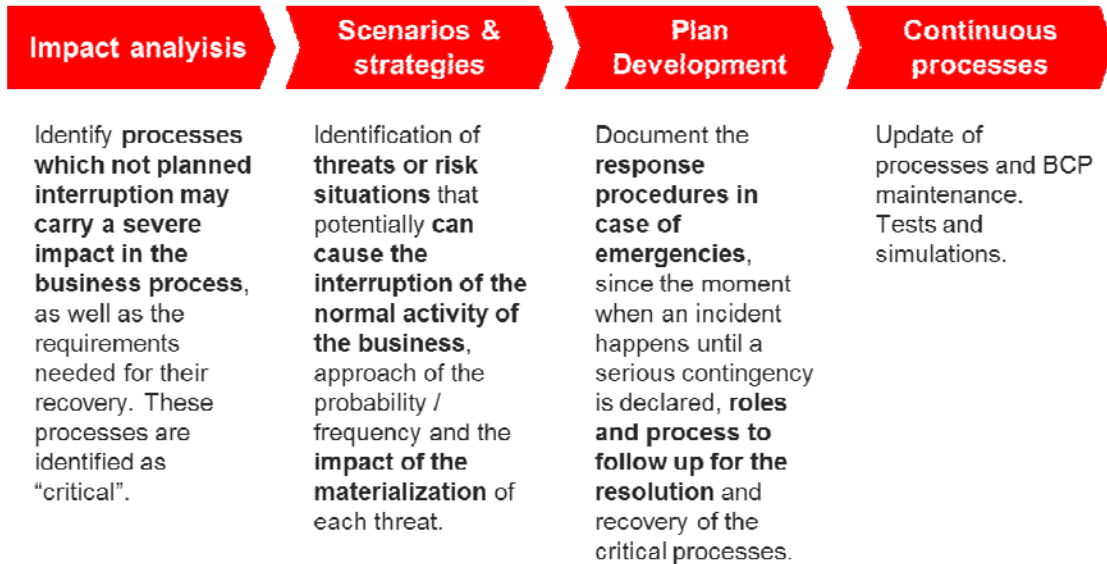 Impact analyisis
Scenarios &
strategies
Plan
Development
Continuous
processes
Identify processes
which not planned
interruption may
carry a severe
impact in the
business process,
as well as the
requirements
needed for their
recovery. These
processes are
identified as
“critical”.
Identification of
threats or risk
situations that
potentially can
cause the
interruption of the
normal activity of
the business,
approach of the
probability /
frequency and the
impact of the
materialization of
each threat.
Document the
response
procedures in
case of
emergencies,
since the moment
when an incident
happens until a
serious contingency
is declared, roles
and process to
follow up for the
resolution and
recovery of the
critical processes.
Update of
processes and BCP
maintenance.
Tests and
simulations.